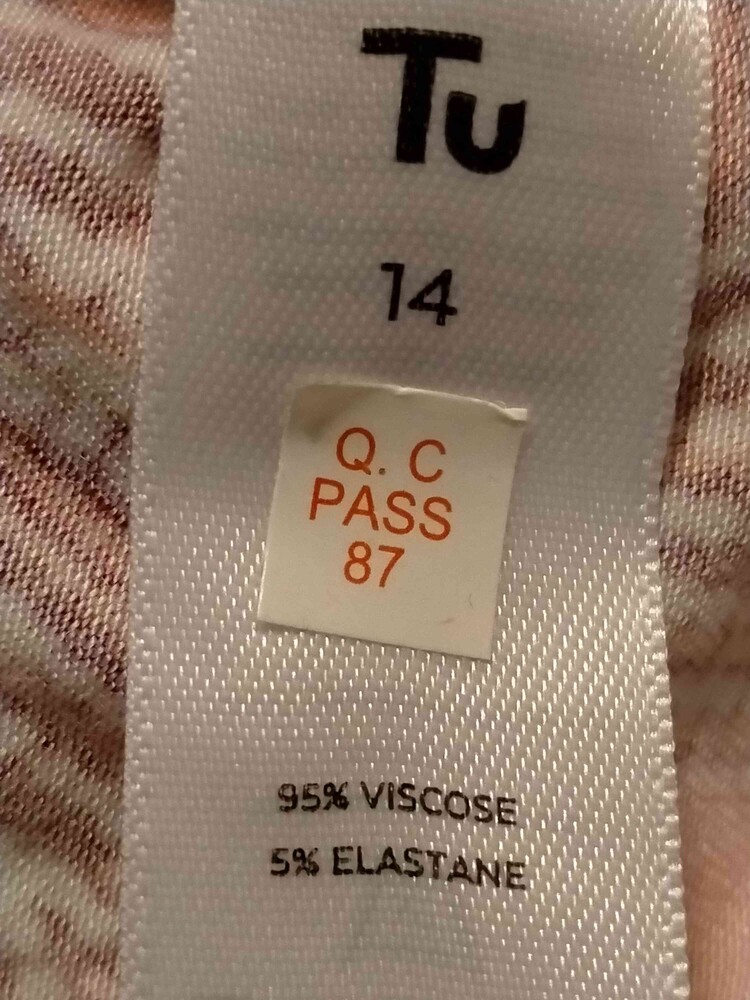 Tu
14
Q. C
PASS
87
95% VISCOSE
5% ELASTANE